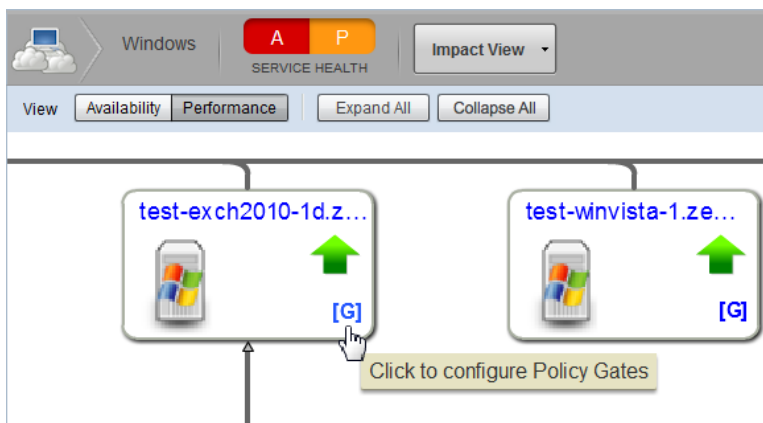 Windows
A P
SERVICE HEALTH
Impact View
View Availability Performance Expand All Collapse All
test-exch2010-1d.z... test-winvista-1.ze...
[G] [G]
Click to configure Policy Gates